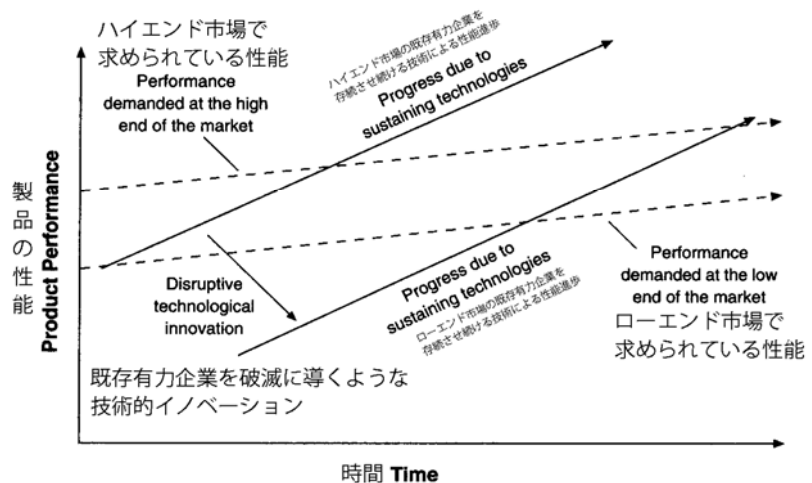 ハイエンド市場で
求められている性能
Performance
demanded at the high
end of the market
ハイエンド市場の既存有力企業を
存続させ続ける技術による性能進歩
Progress due to
sustaining technologies
製品の性能
Product Performance
Disruptive
technological
innovation
既存有力企業を破滅に導くような
技術的イノベーション
Progress due to
sustaining technologies
ローエンド市場の既存有力企業を
存続させ続ける技術による性能進歩
Performance
demanded at the low
end of the market
ローエンド市場で
求められている性能
時間 Time